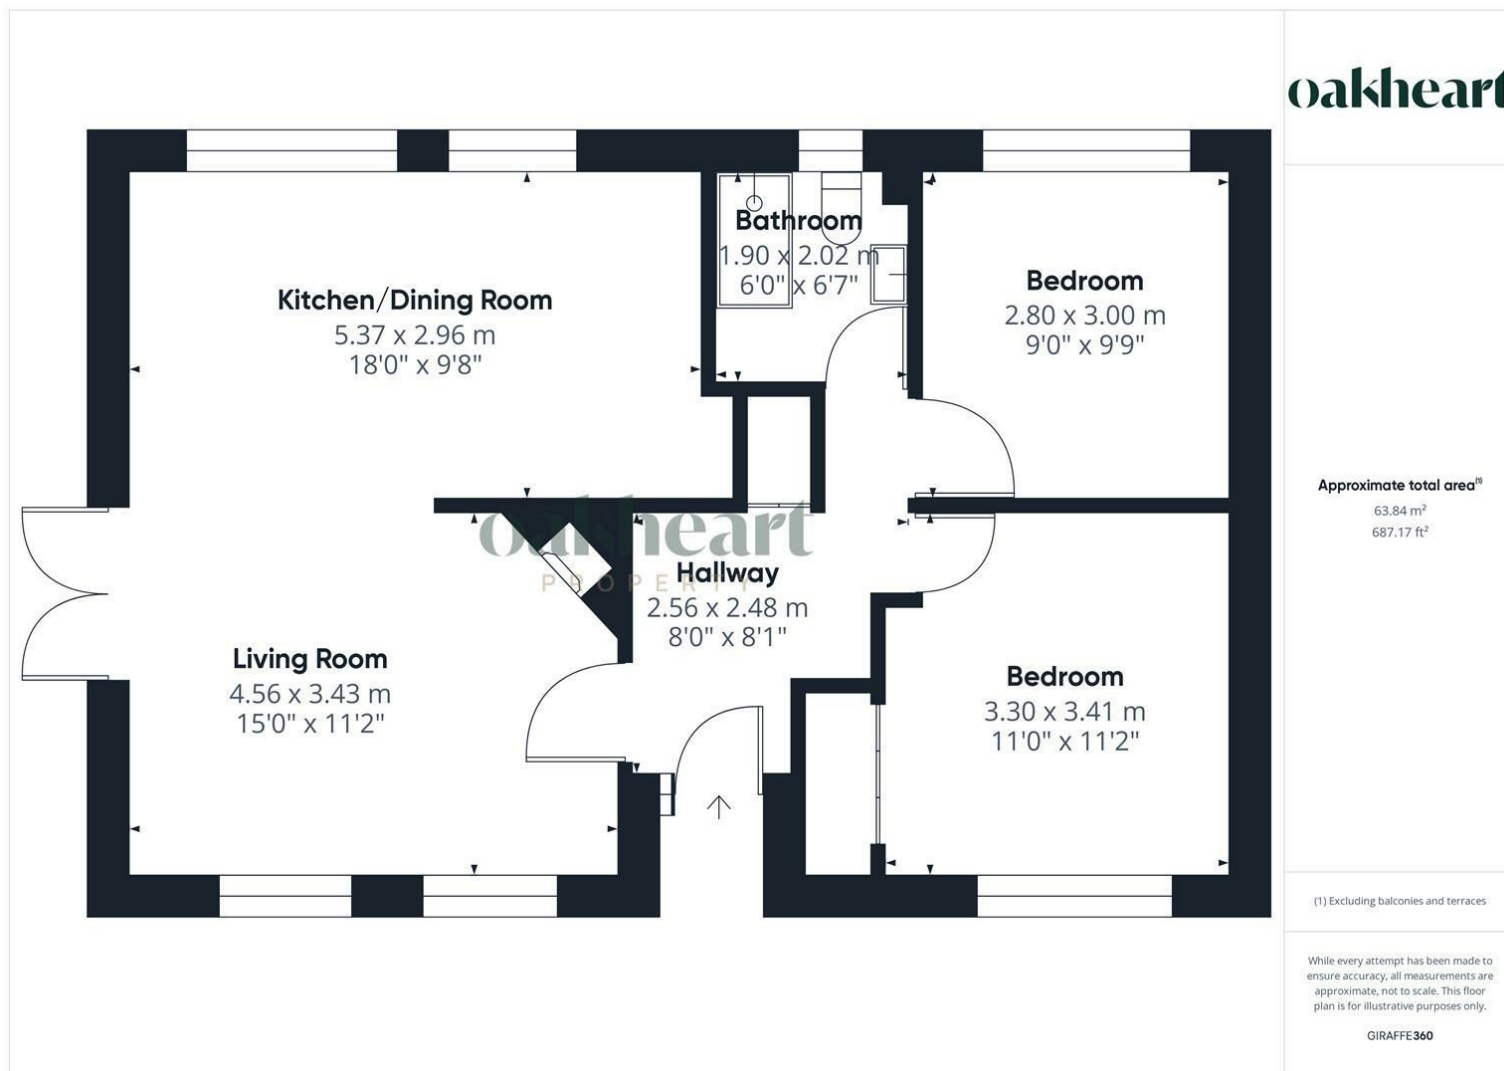 oakheart
Bathroom
1.90 x 2.02 m
6'0" x 6'7"
Kitchen/Dining Room
5.37 x 2.96 m
18'0" x 9'8"
Bedroom
2.80 x 3.00 m
9'0" x 9'9"
oakheart
PROPERTY
Hallway
2.56 x 2.48 m
8'0" x 8'1"
Living Room
4.56 x 3.43 m
15'0" x 11'2"
Bedroom
3.30 x 3.41 m
11'0" x 11'2"
Approximate total area(1)
63.84 m²
687.17 ft²
(1) Excluding balconies and terraces
While every attempt has been made to
ensure accuracy, all measurements are
approximate, not to scale. This floor
plan is for illustrative purposes only.
GIRAFFE360